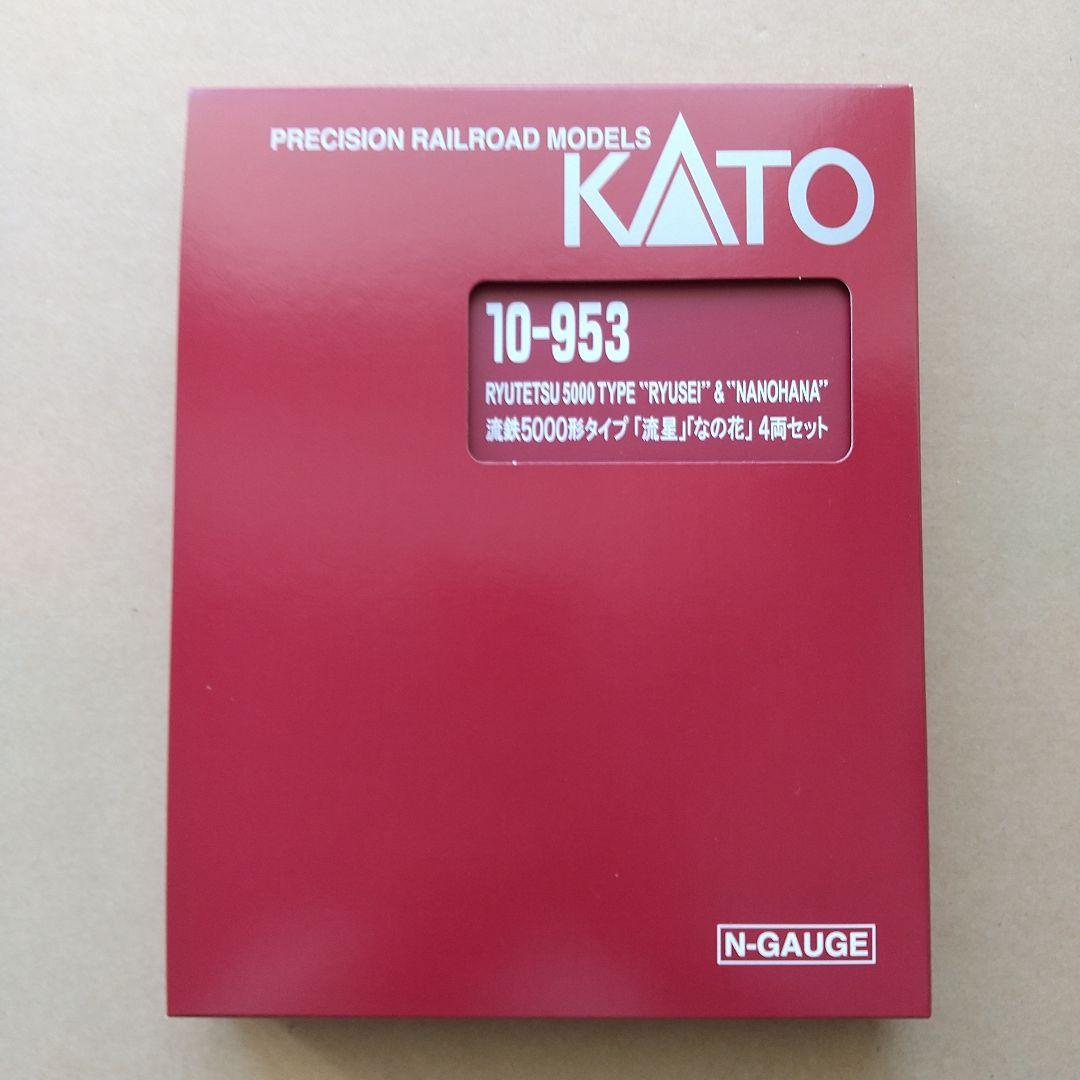 PRECISION RAILROAD MODELS
KATO
10-953
RYUTETSU 5000 TYPE “RYUSEI” & “NANOHANA”
流鉄5000形タイプ「流星」「なの花」4両セット
N-GAUGE